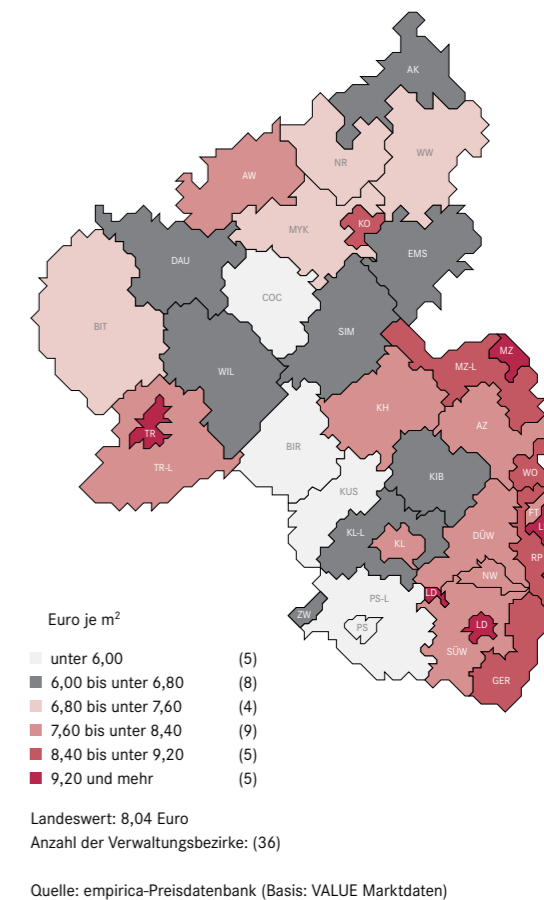 AK
NR
WW
AW
MYK
KO
DAU
EMS
COC
BIT
SIM
WIL
MZ
MZ-L
KH
AZ
TR
TR-L
BIR
KIB
WO
KUS
FT
L
KL-L
KL
DÜW
RP
NW
LD
PS-L
ZW
PS
LD
SÜW
GER
Euro je m²
unter 6,00 (5)
6,00 bis unter 6,80 (8)
6,80 bis unter 7,60 (4)
7,60 bis unter 8,40 (9)
8,40 bis unter 9,20 (5)
9,20 und mehr (5)
Landeswert: 8,04 Euro
Anzahl der Verwaltungsbezirke: (36)
Quelle: empirica-Preisdatenbank (Basis: VALUE Marktdaten)